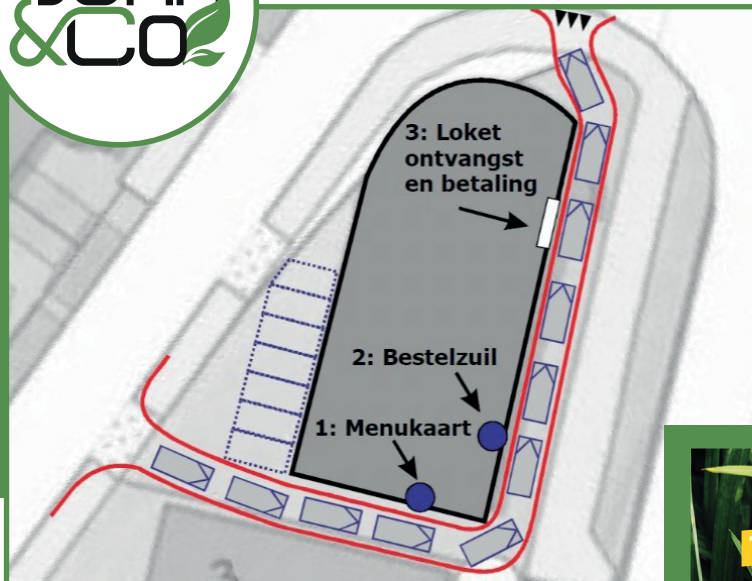 &CO
3: Loket
ontvangst
en betaling
2: Bestelzuil
1: Menukaart